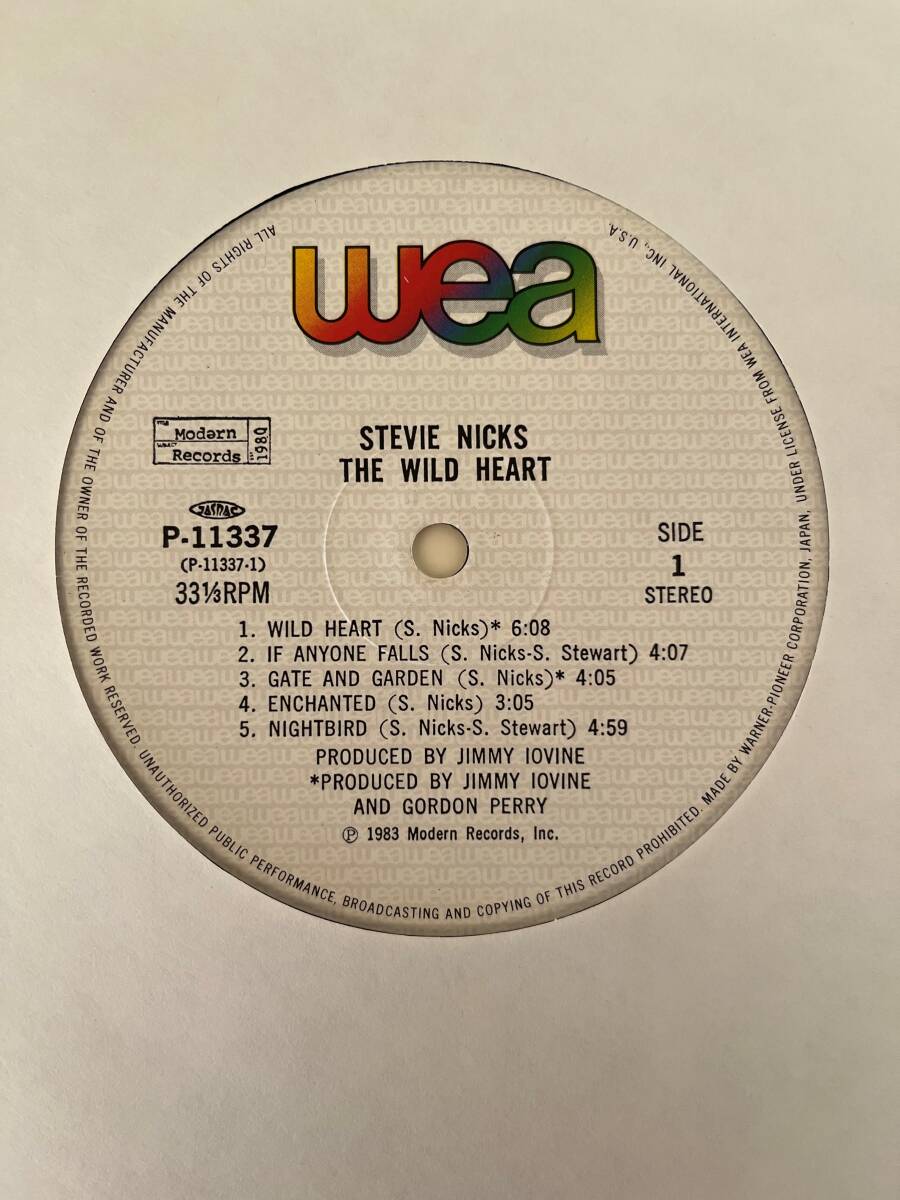 wea
THE Modern
WORLD Records
EST 1980
STEVIE NICKS
THE WILD HEART
JASRAC
P-11337
(P-11337-1)
33⅓RPM
SIDE
1
STEREO
1. WILD HEART (S. Nicks)* 6:08
2. IF ANYONE FALLS (S. Nicks-S. Stewart) 4:07
3. GATE AND GARDEN (S. Nicks)* 4:05
4. ENCHANTED (S. Nicks) 3:05
5. NIGHTBIRD (S. Nicks-S. Stewart) 4:59
PRODUCED BY JIMMY IOVINE
*PRODUCED BY JIMMY IOVINE
AND GORDON PERRY
Ⓟ 1983 Modern Records, Inc.
ALL RIGHTS OF THE MANUFACTURER AND OF THE OWNER OF THE RECORDED WORK RESERVED. UNAUTHORIZED PUBLIC PERFORMANCE, BROADCASTING AND COPYING OF THIS RECORD PROHIBITED. MADE BY WARNER-PIONEER CORPORATION, JAPAN, UNDER LICENSE FROM WEA INTERNATIONAL INC., U.S.A.